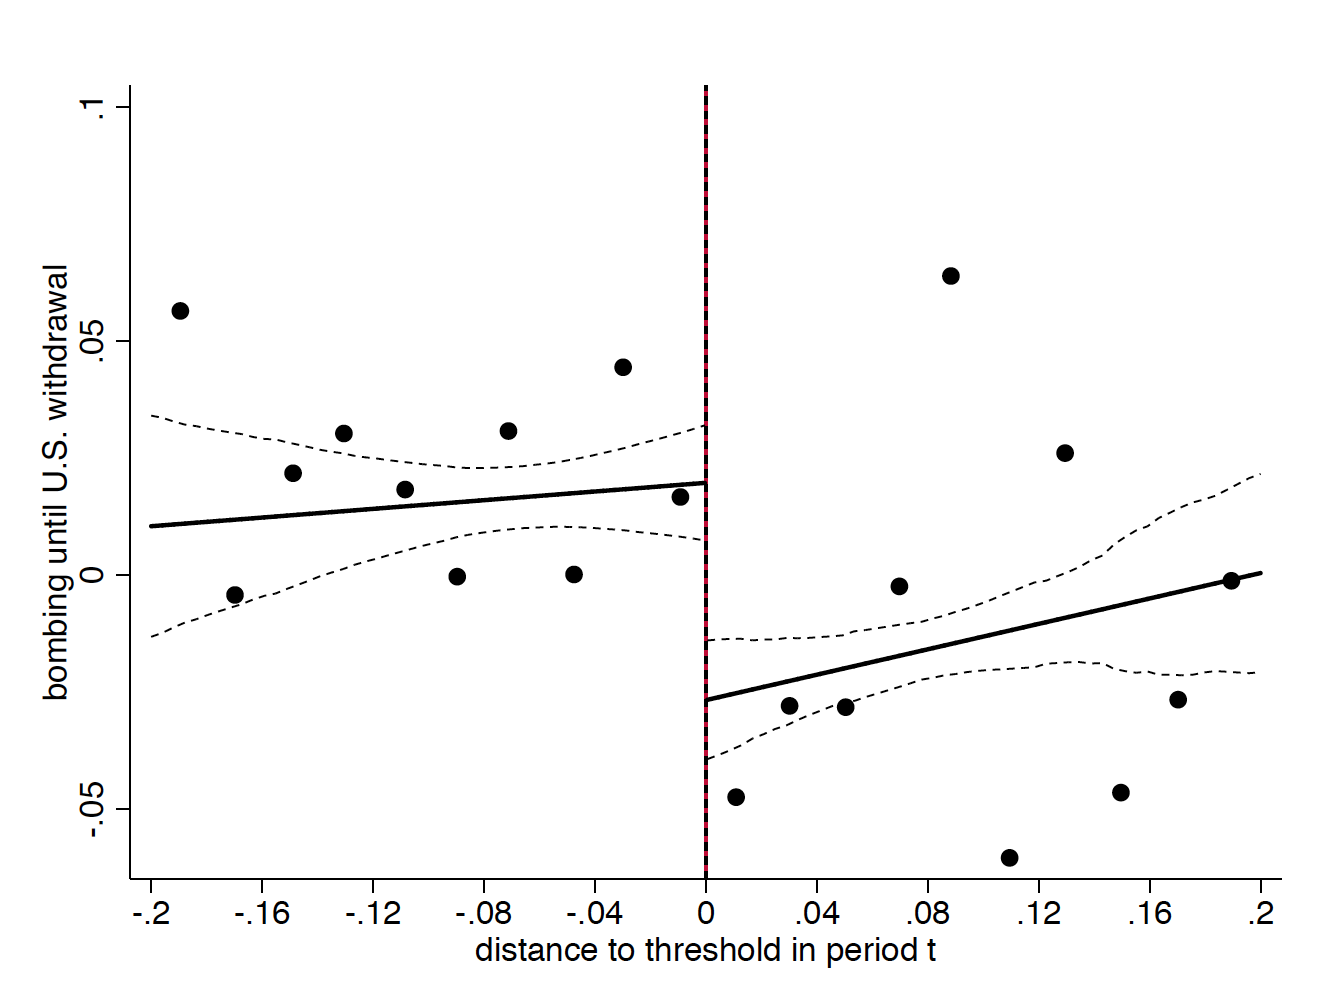 .1
.05
0
-.05
bombing until U.S. withdrawal
-.2 -.16 -.12 -.08 -.04 0 .04 .08 .12 .16 .2
distance to threshold in period t